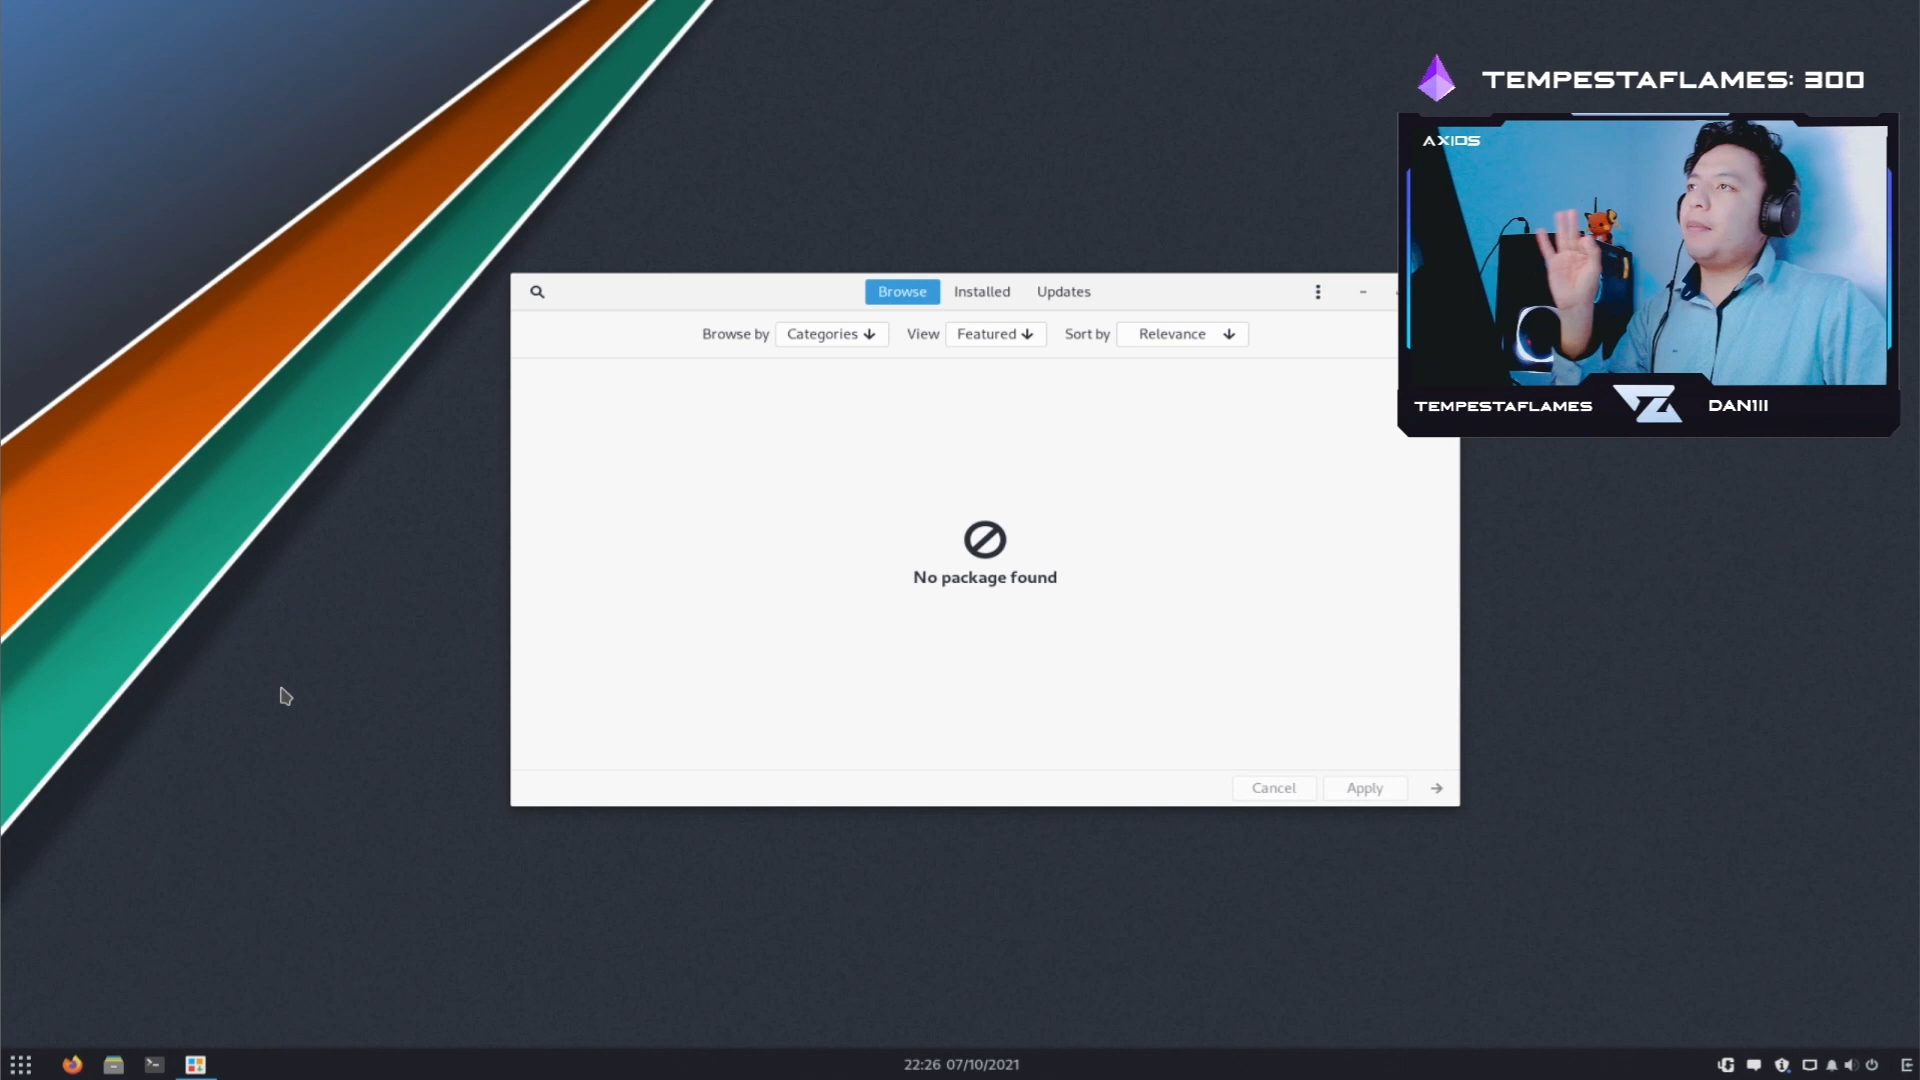 TEMPESTAFLAMES: 300
AXIOS
TEMPESTAFLAMES
DAN1II
Browse
Installed
Updates
Browse by
Categories
View
Featured
Sort by
Relevance
No package found
Cancel
Apply
22:26 07/10/2021